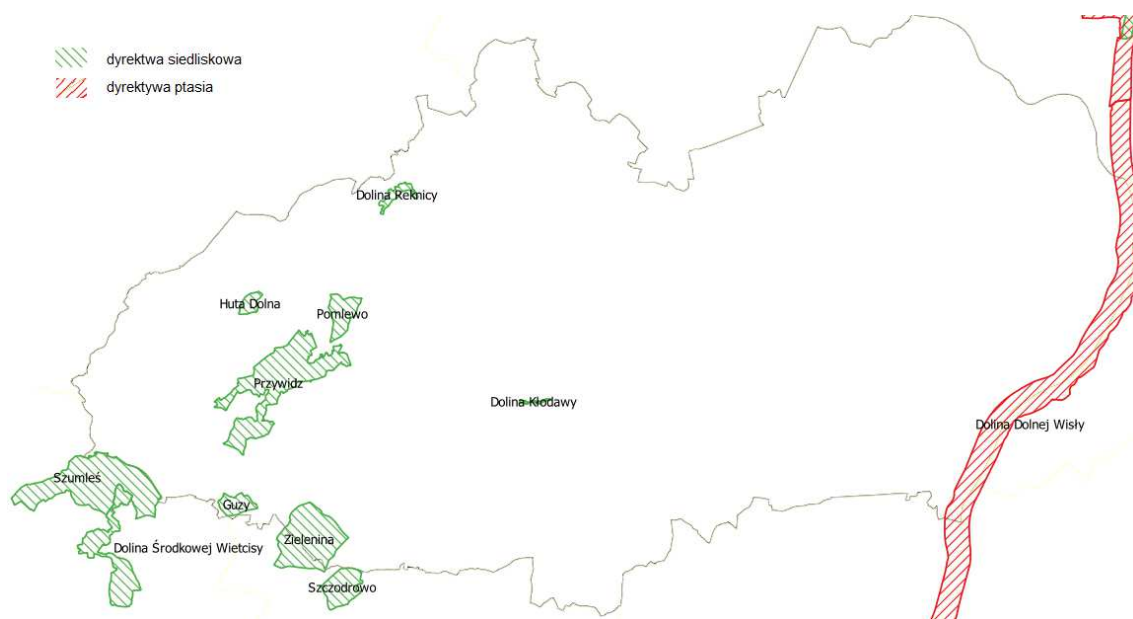 dyrektwa siedliskowa
dyrektywa ptasia
Dolina Reknicy
Huta Dolna
Pomlewo
Przywidz
Dolina Kłodawy
Dolina Dolnej Wisły
Szumleś
Guzy
Zielenina
Dolina Środkowej Wietcisy
Szczodrowo